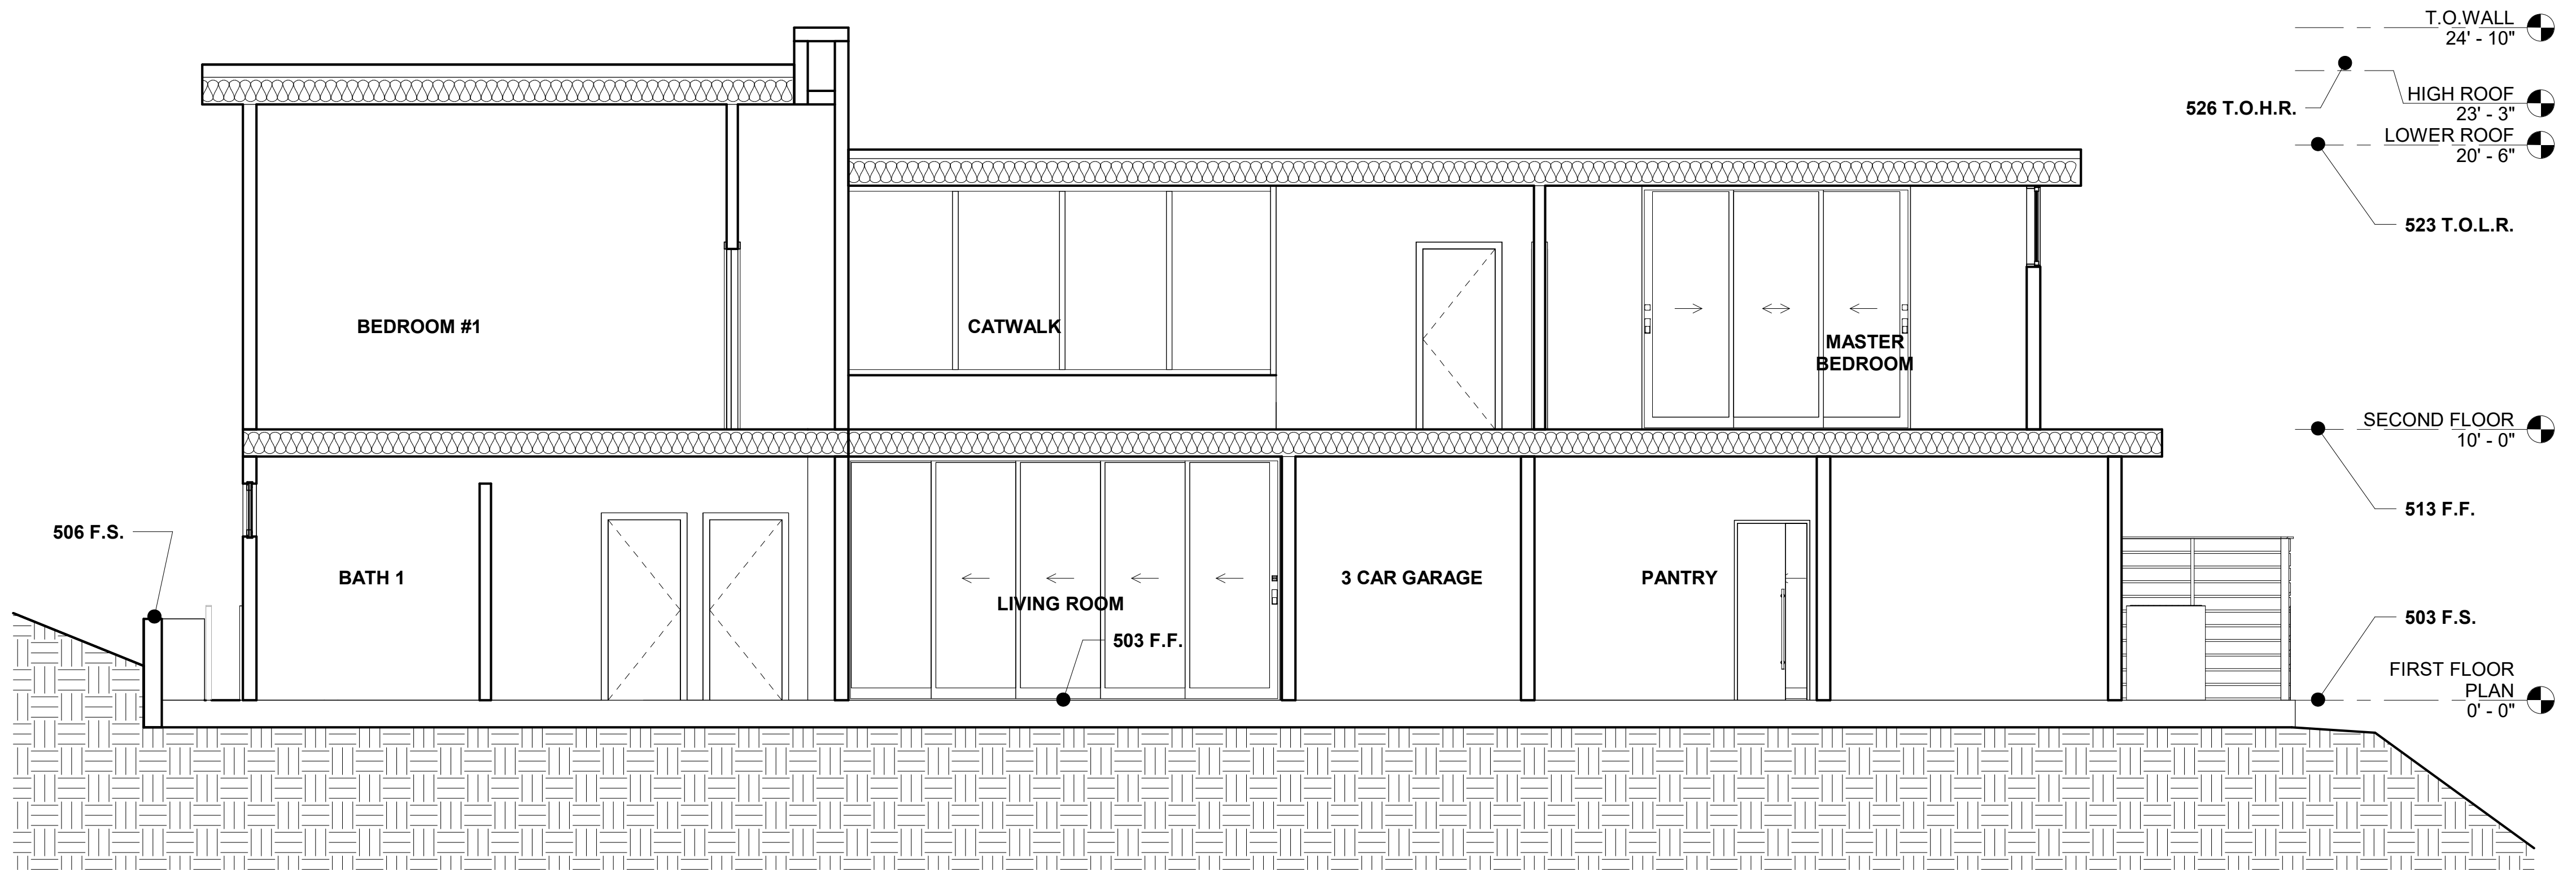 T.O.WALL
24' - 10"
HIGH ROOF
23' - 3"
526 T.O.H.R.
LOWER ROOF
20' - 6"
523 T.O.L.R.
BEDROOM #1
CATWALK
MASTER
BEDROOM
SECOND FLOOR
10' - 0"
513 F.F.
506 F.S.
BATH 1
LIVING ROOM
3 CAR GARAGE
PANTRY
503 F.F.
503 F.S.
FIRST FLOOR
PLAN
0' - 0"